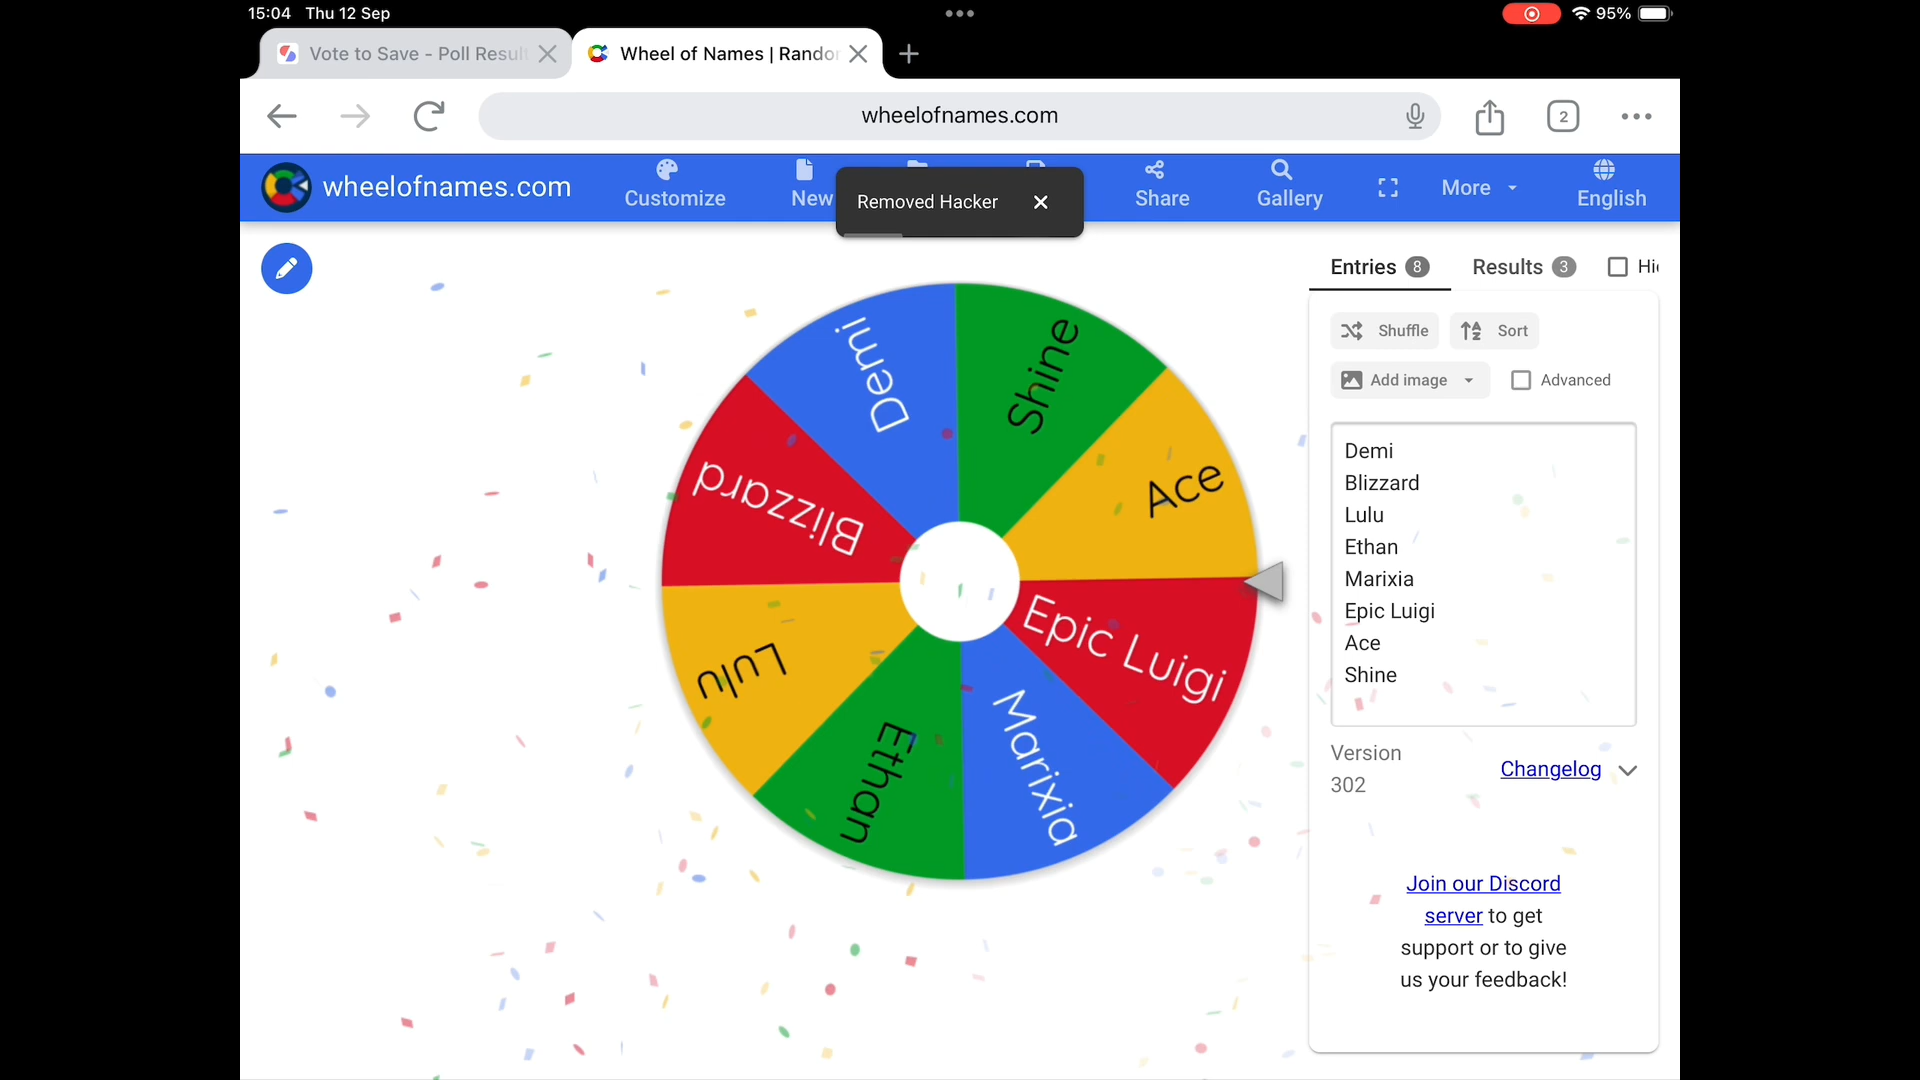 15:04 Thu 12 Sep
95%
Vote to Save - Poll Resul
Wheel of Names | Rando
wheelofnames.com
2
wheelofnames.com
Customize
New
Removed Hacker
Share
Gallery
More
English
Entries 8
Results 3
Hi
Shuffle
Sort
Add image
Advanced
Demi
Blizzard
Lulu
Ethan
Marixia
Epic Luigi
Ace
Shine
Version
302
Changelog
Join our Discord
server to get
support or to give
us your feedback!
Demi
Shine
Ace
Epic Luigi
Marixia
Ethan
Lulu
Blizzard